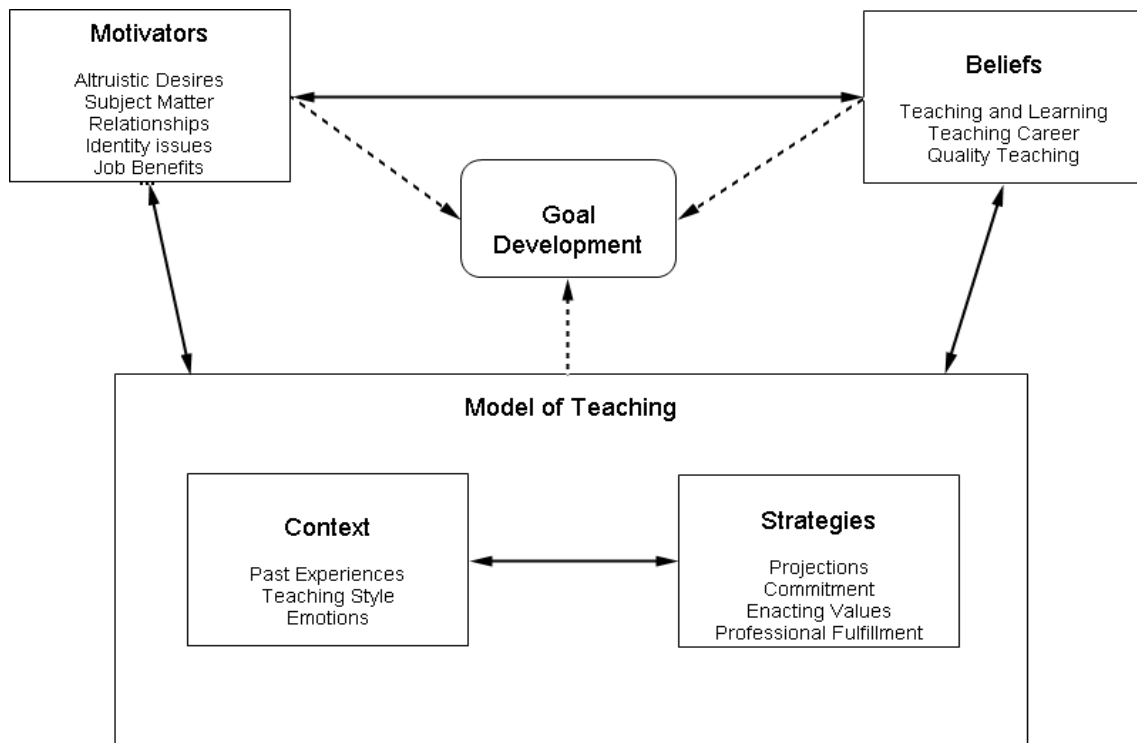 Motivators
Altruistic Desires
Subject Matter
Relationships
Identity issues
Job Benefits
Beliefs
Teaching and Learning
Teaching Career
Quality Teaching
Goal
Development
Model of Teaching
Context
Past Experiences
Teaching Style
Emotions
Strategies
Projections
Commitment
Enacting Values
Professional Fulfillment